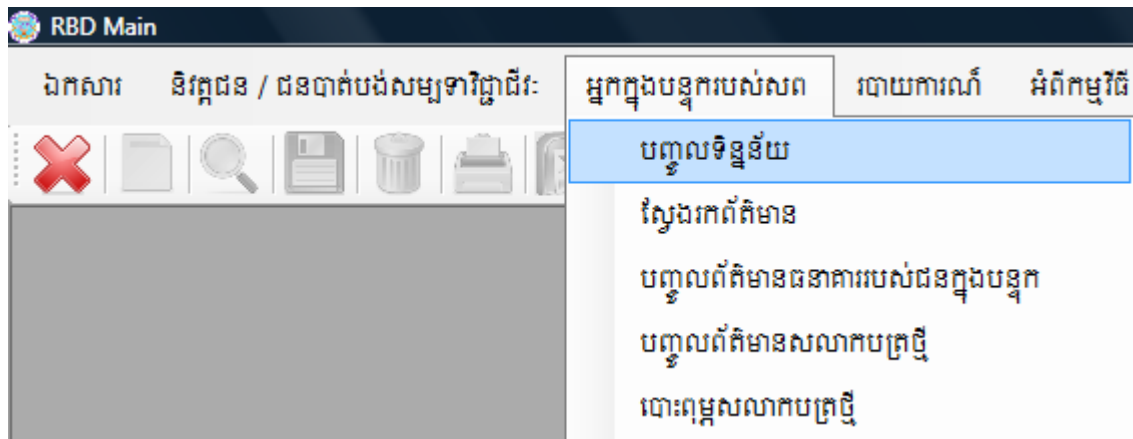 RBD Main
ឯកសារ និវត្តជន / ជនបាត់បង់សម្បទាវិជ្ជាជីវៈ អ្នកក្នុងបន្ទុករបស់សព របាយការណ៍ អំពីកម្មវិធី
បញ្ចូលទិន្នន័យ
ស្វែងរកព័ត៌មាន
បញ្ចូលព័ត៌មានធនាគាររបស់ជនក្នុងបន្ទុក
បញ្ចូលព័ត៌មានសលាកបត្រថ្មី
បោះពុម្ភសលាកបត្រថ្មី